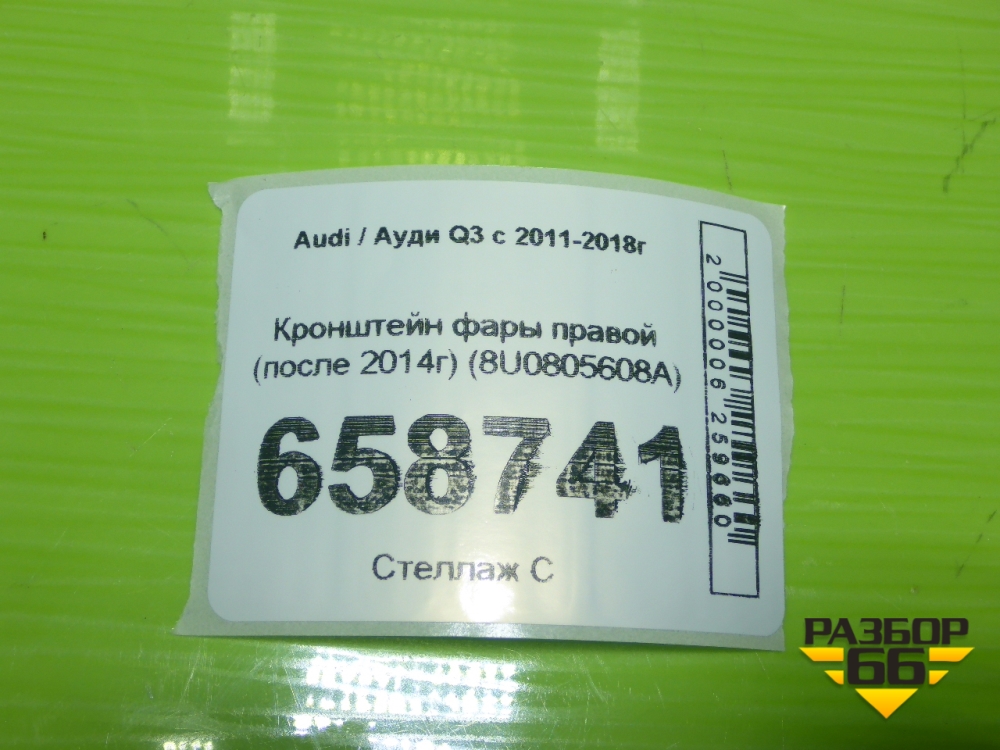 Audi / Ауди Q3 с 2011-2018г
Кронштейн фары правой
(после 2014г) (8U0805608A)
658741
Стеллаж С
2000006259660
РАЗБОР
66